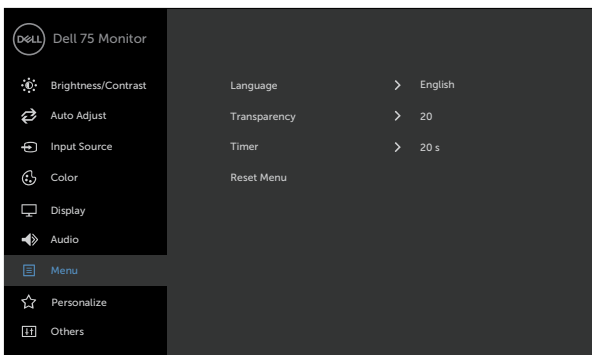 DELL Dell 75 Monitor
Brightness/Contrast
Auto Adjust
Input Source
Color
Display
Audio
Menu
Personalize
Others
Language > English
Transparency > 20
Timer > 20 s
Reset Menu